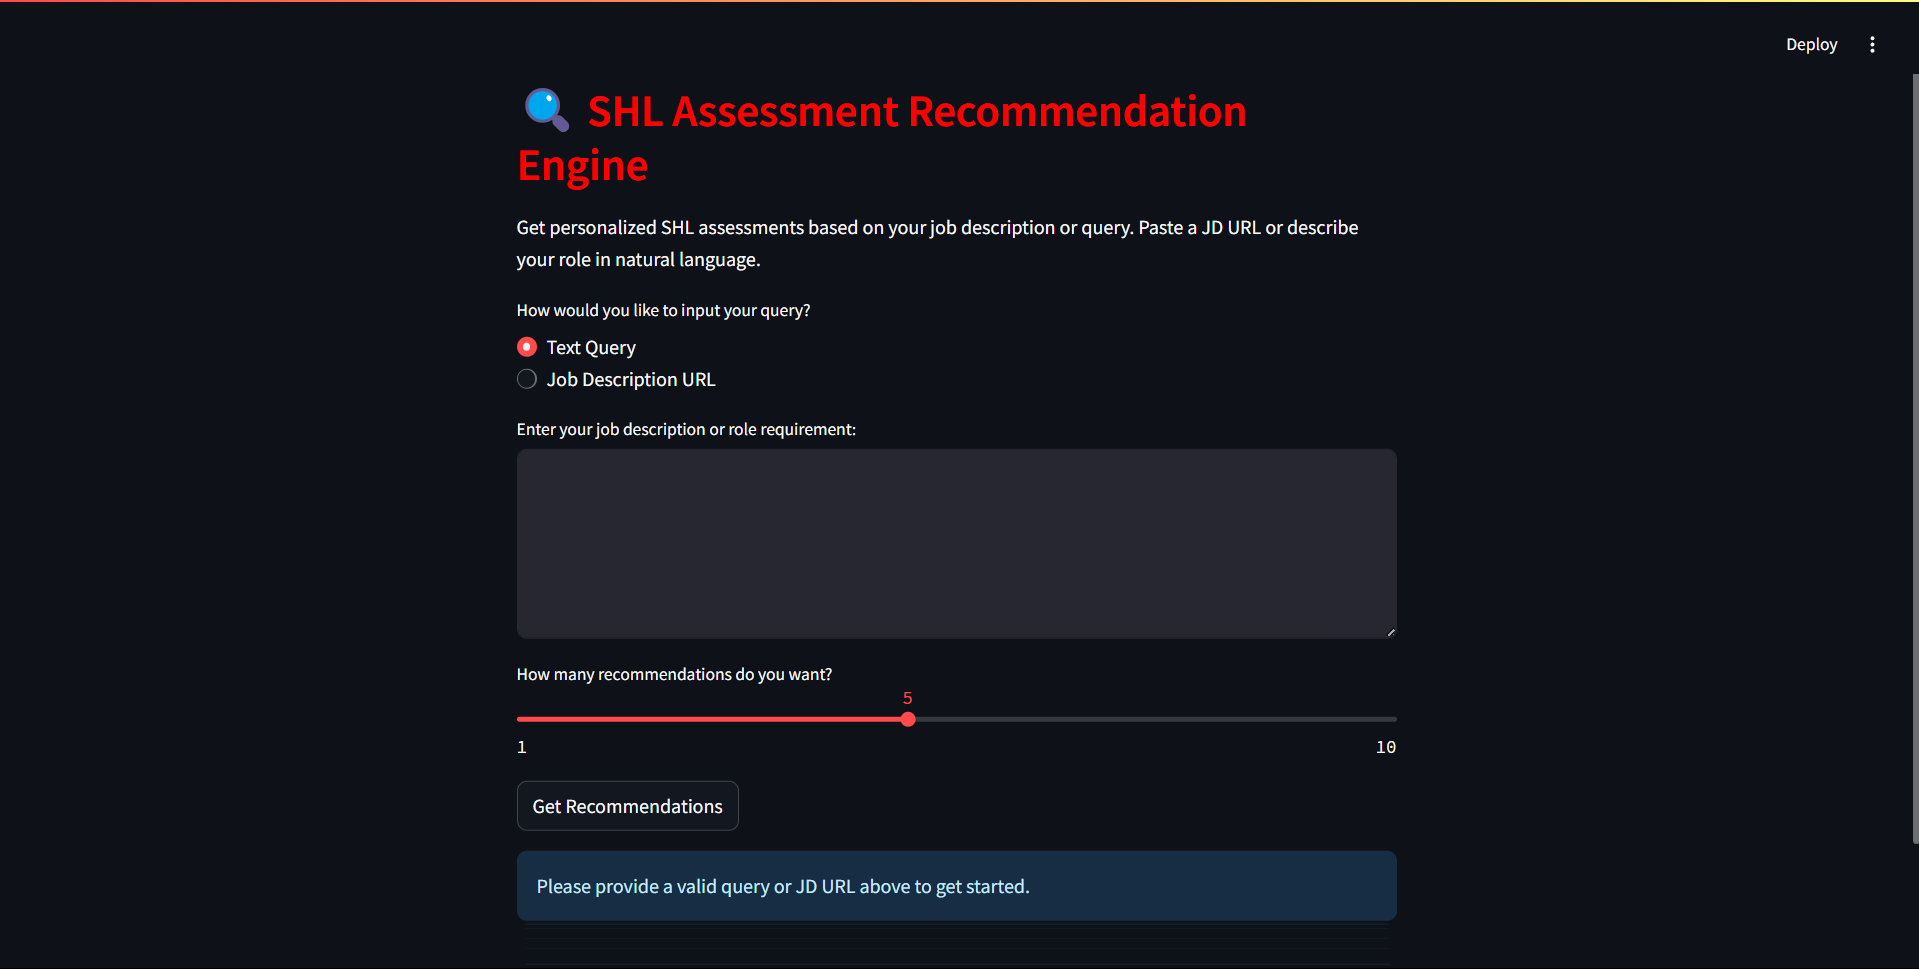 Deploy
SHL Assessment Recommendation
Engine
Get personalized SHL assessments based on your job description or query. Paste a JD URL or describe
your role in natural language.
How would you like to input your query?
Text Query
Job Description URL
Enter your job description or role requirement:
How many recommendations do you want?
5
1 10
Get Recommendations
Please provide a valid query or JD URL above to get started.